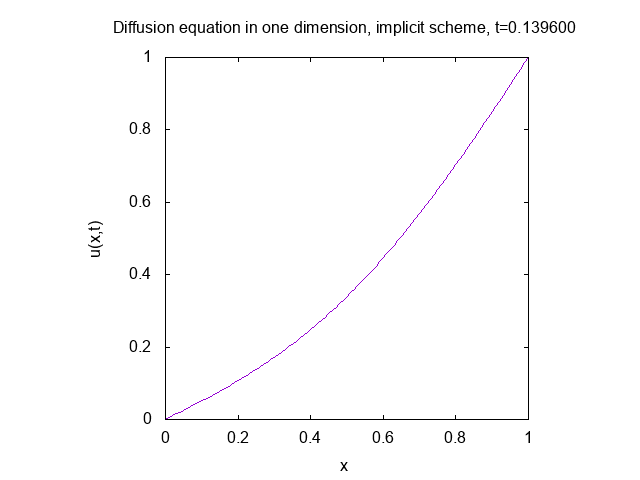 Diffusion equation in one dimension, implicit scheme, t=0.139600
1
0.8
0.6
0.4
0.2
0
u(x,t)
0 0.2 0.4 0.6 0.8 1
x